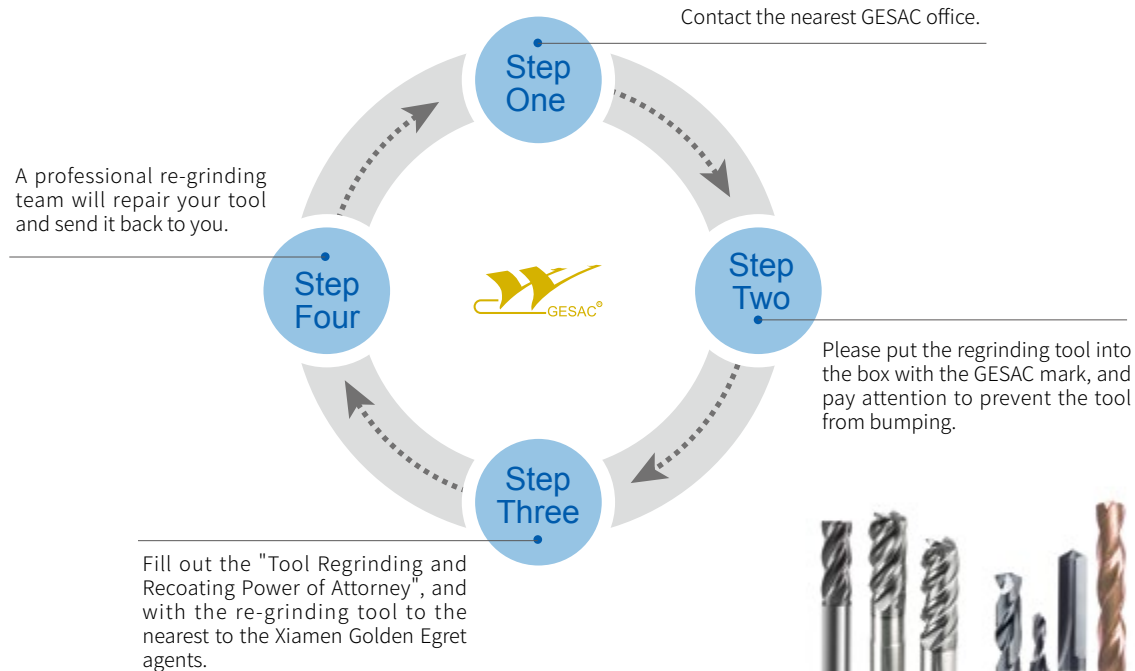 Contact the nearest GESAC office.
Step
One
A professional re-grinding
team will repair your tool
and send it back to you.
Step
Four
GESAC®
Step
Two
Please put the regrinding tool into
the box with the GESAC mark, and
pay attention to prevent the tool
from bumping.
Step
Three
Fill out the "Tool Regrinding and
Recoating Power of Attorney", and
with the re-grinding tool to the
nearest to the Xiamen Golden Egret
agents.